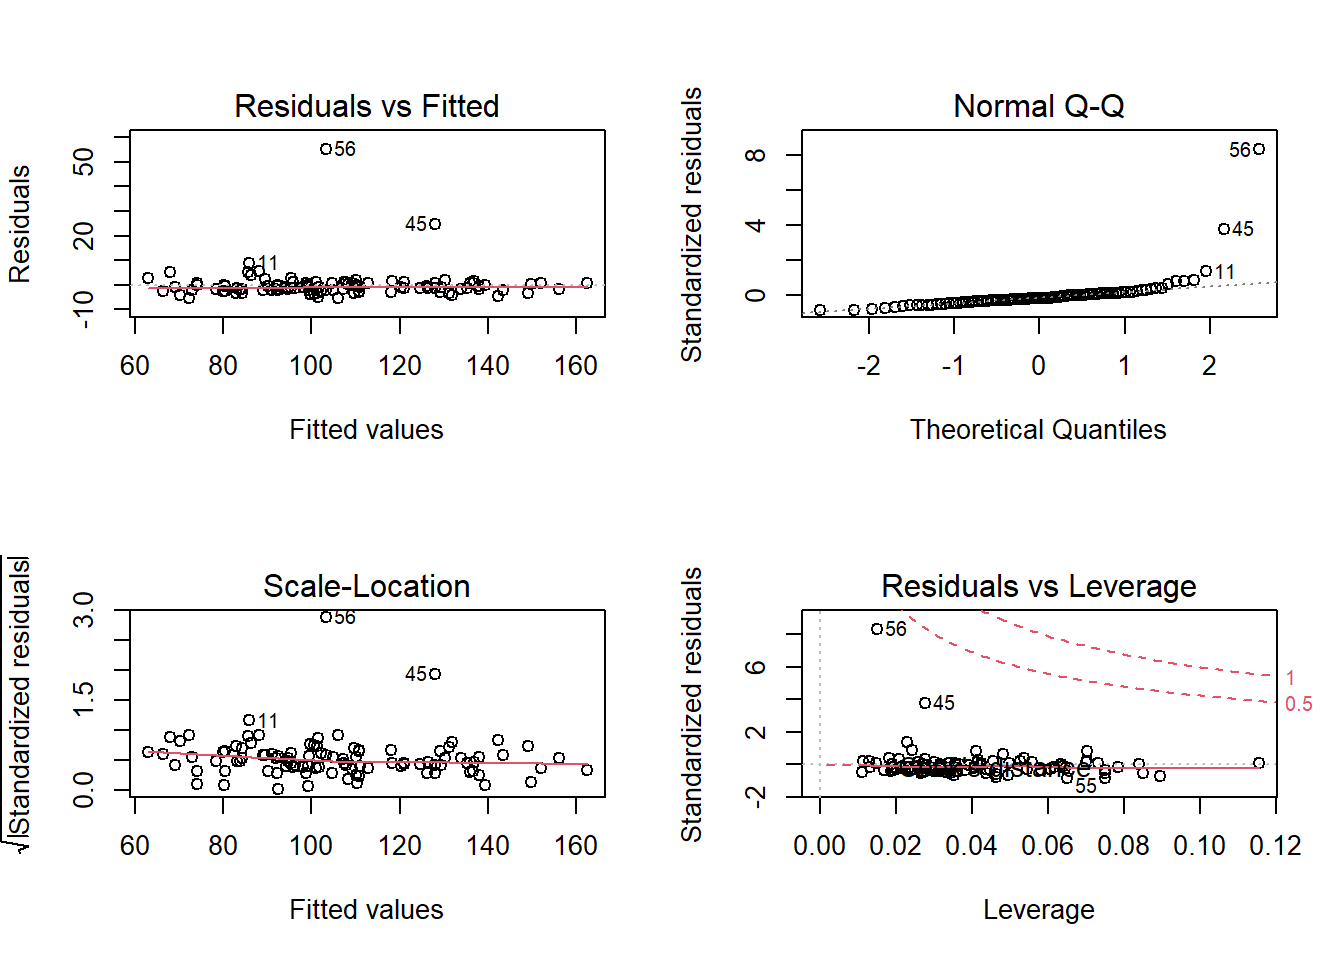 Residuals vs Fitted
Residuals
50
20
-10
56
45
11
60 80 100 120 140 160
Fitted values
Normal Q-Q
Standardized residuals
8
4
0
56
45
11
-2 -1 0 1 2
Theoretical Quantiles
Scale-Location
√|Standardized residuals|
3.0
1.5
0.0
56
45
11
60 80 100 120 140 160
Fitted values
Residuals vs Leverage
Standardized residuals
6
2
-2
56
45
55
1
0.5
0.00 0.02 0.04 0.06 0.08 0.10 0.12
Leverage